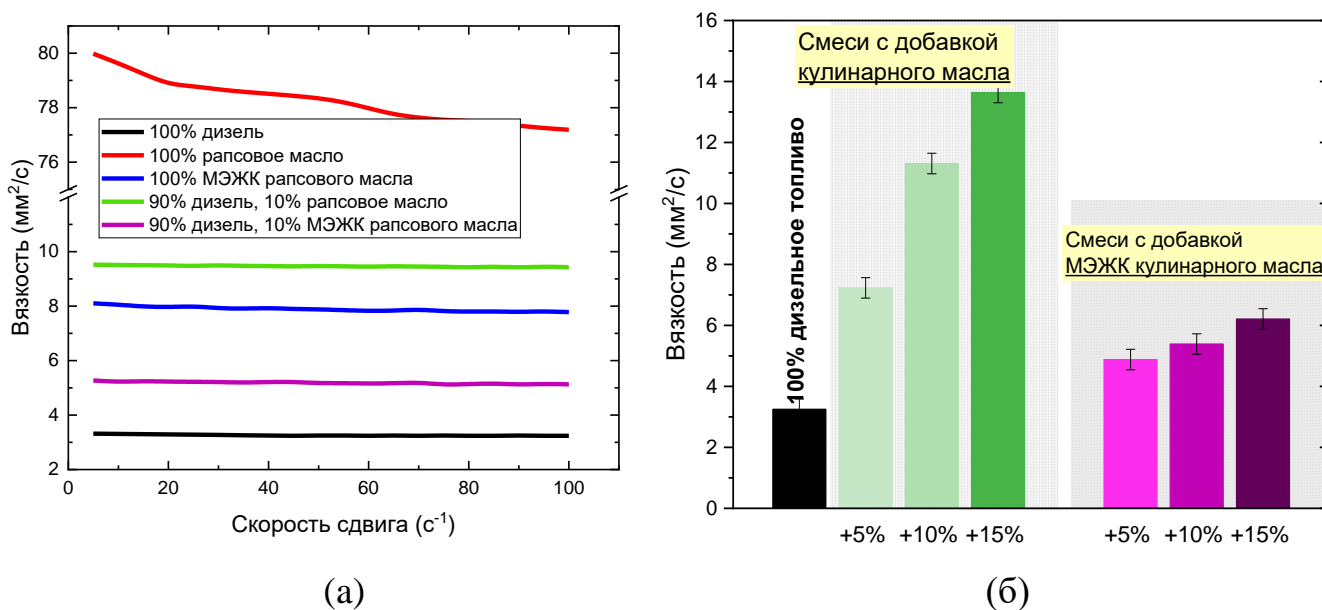 80
78
76
10
8
6
4
2
Вязкость (мм²/с)
100% дизель
100% рапсовое масло
100% МЭЖК рапсового масла
90% дизель, 10% рапсовое масло
90% дизель, 10% МЭЖК рапсового масла
0 20 40 60 80 100
Скорость сдвига (с⁻¹)
(а)
16
14
12
10
8
6
4
2
0
Вязкость (мм²/с)
Смеси с добавкой
кулинарного масла
100% дизельное топливо
Смеси с добавкой
МЭЖК кулинарного масла
+5% +10% +15% +5% +10% +15%
(б)